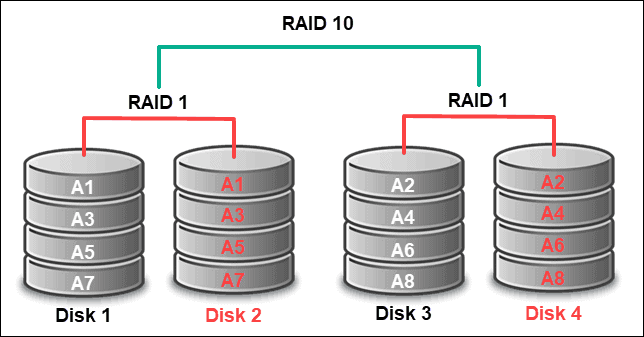 RAID 10
RAID 1 RAID 1
A1 A1 A2 A2
A3 A3 A4 A4
A5 A5 A6 A6
A7 A7 A8 A8
Disk 1 Disk 2 Disk 3 Disk 4